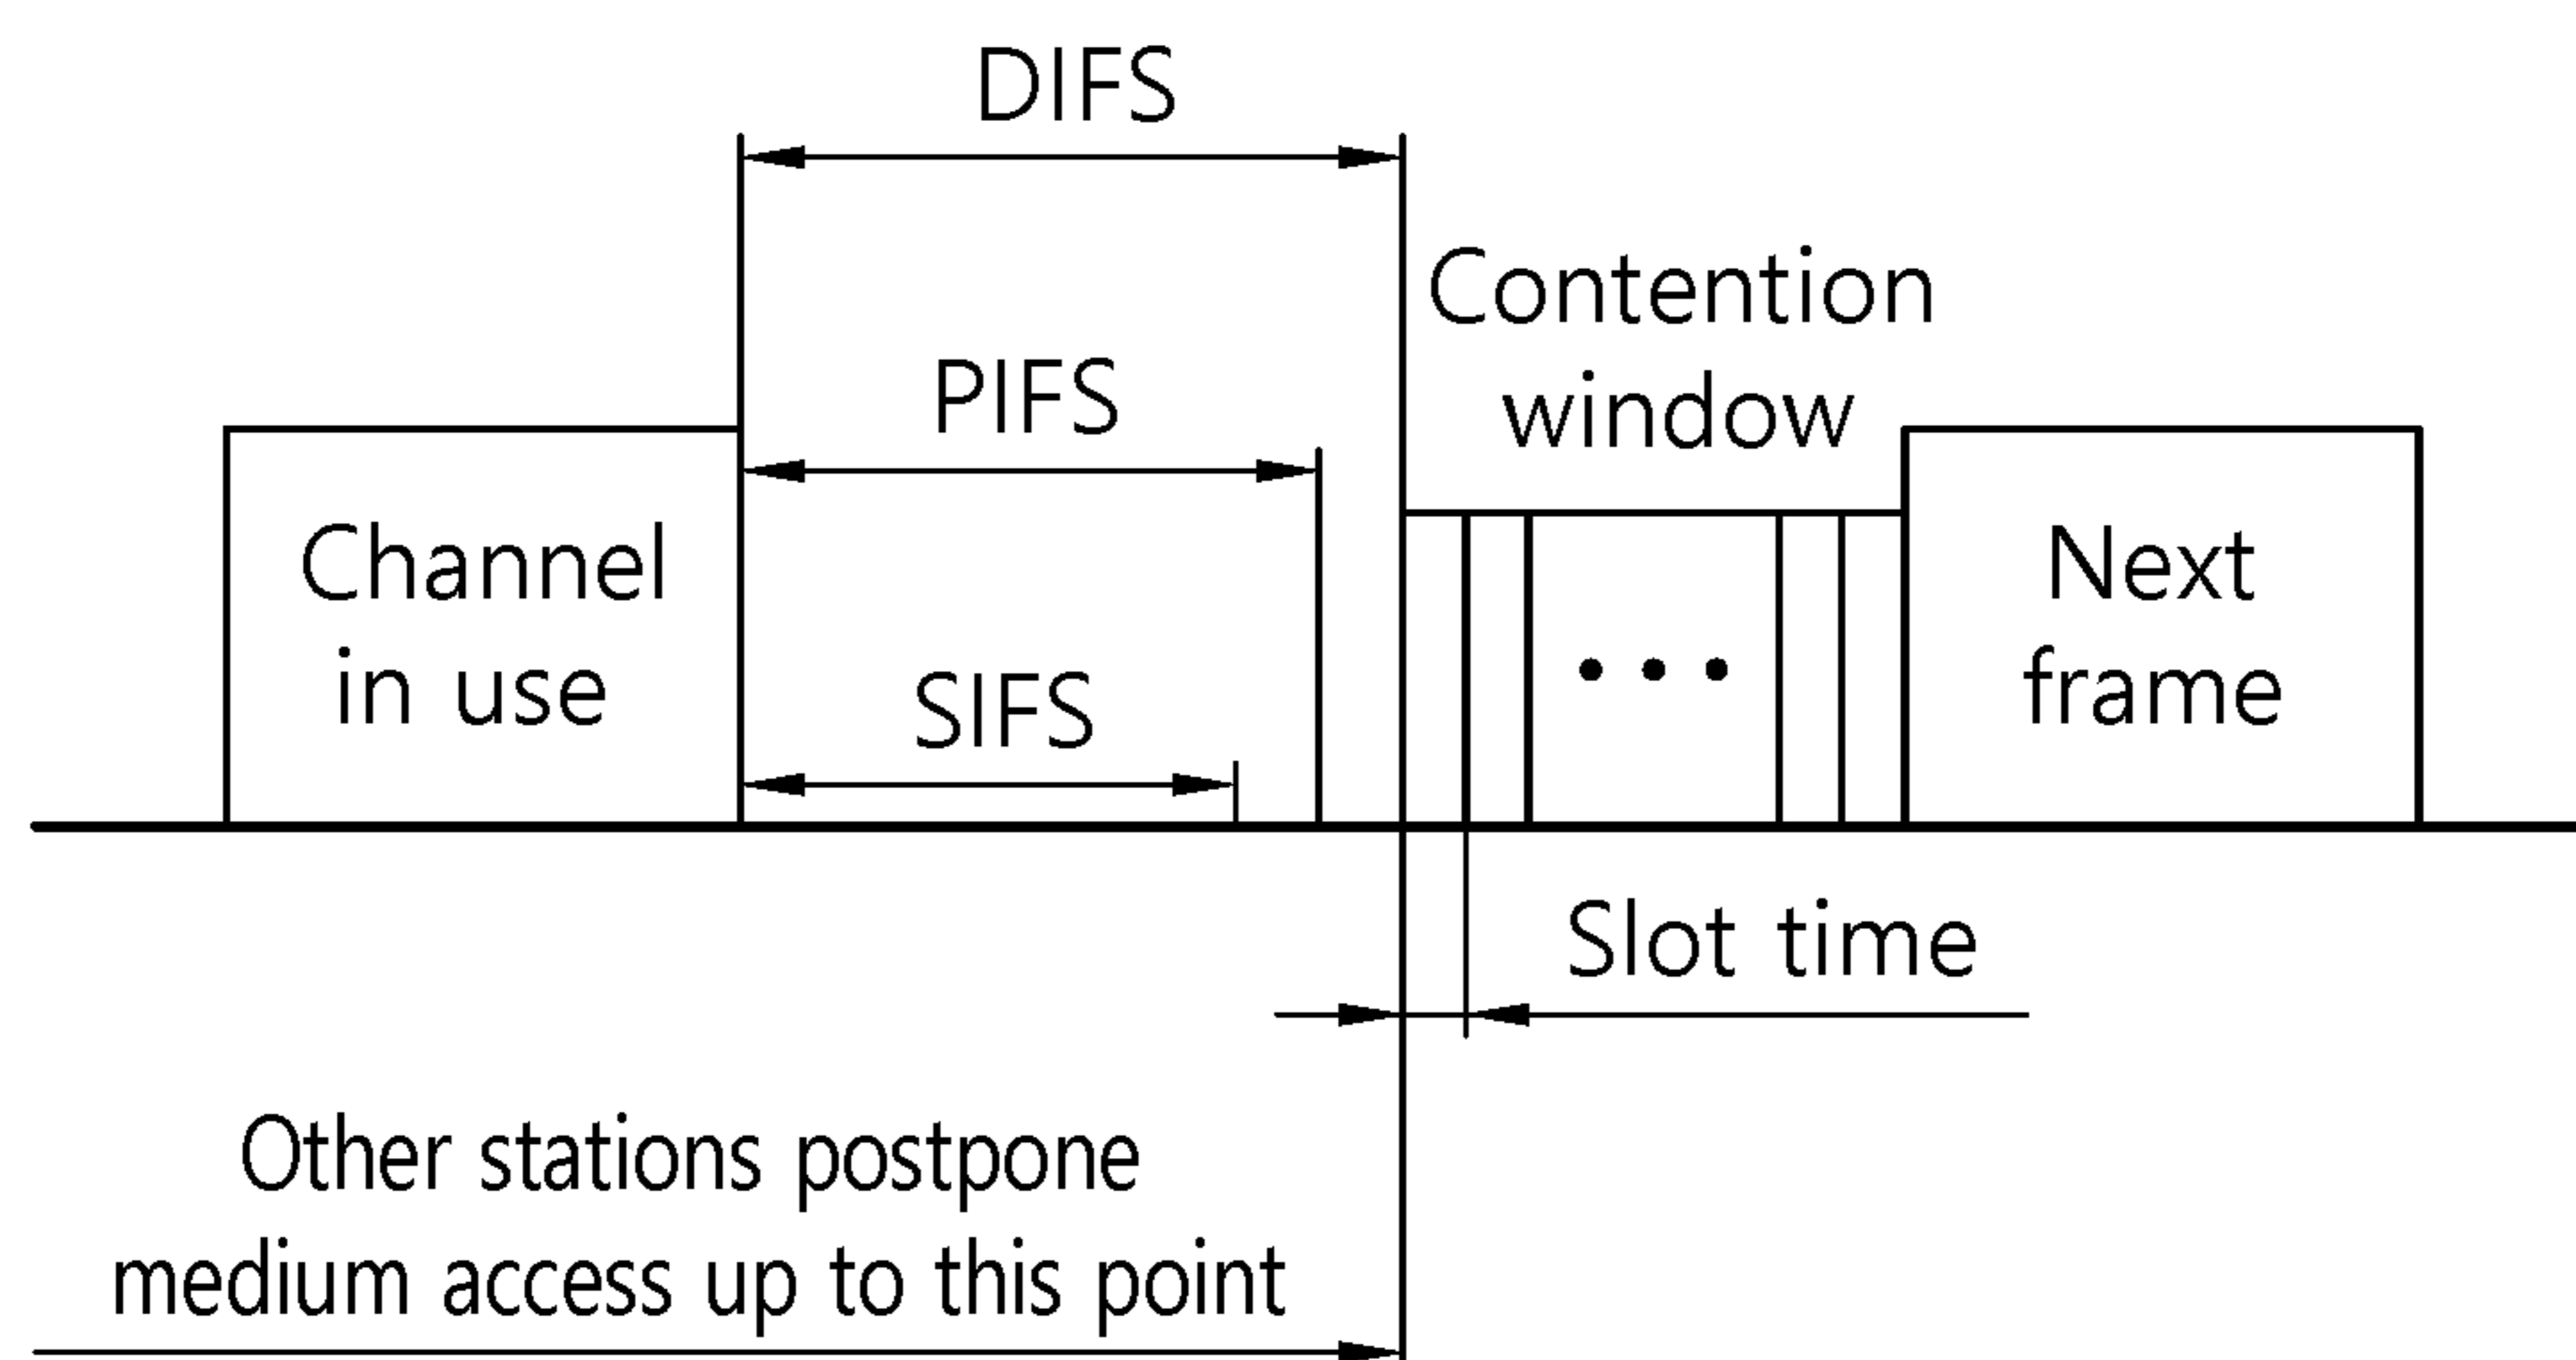 DIFS
Contention
window
PIFS
Channel
in use
SIFS
Next
frame
Slot time
Other stations postpone
medium access up to this point